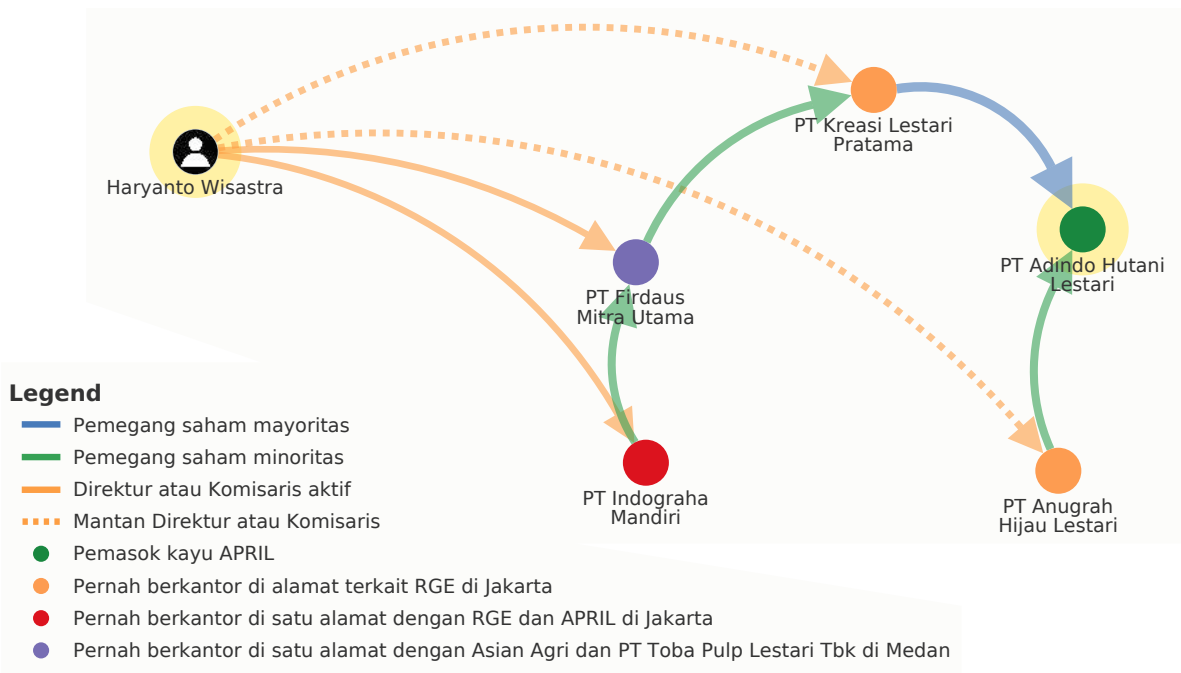 PT Kreasi Lestari
Pratama
Haryanto Wisastra
PT Adindo Hutani
Lestari
PT Firdaus
Mitra Utama
PT Indograha
Mandiri
PT Anugrah
Hijau Lestari
Legend
Pemegang saham mayoritas
Pemegang saham minoritas
Direktur atau Komisaris aktif
Mantan Direktur atau Komisaris
Pemasok kayu APRIL
Pernah berkantor di alamat terkait RGE di Jakarta
Pernah berkantor di satu alamat dengan RGE dan APRIL di Jakarta
Pernah berkantor di satu alamat dengan Asian Agri dan PT Toba Pulp Lestari Tbk di Medan